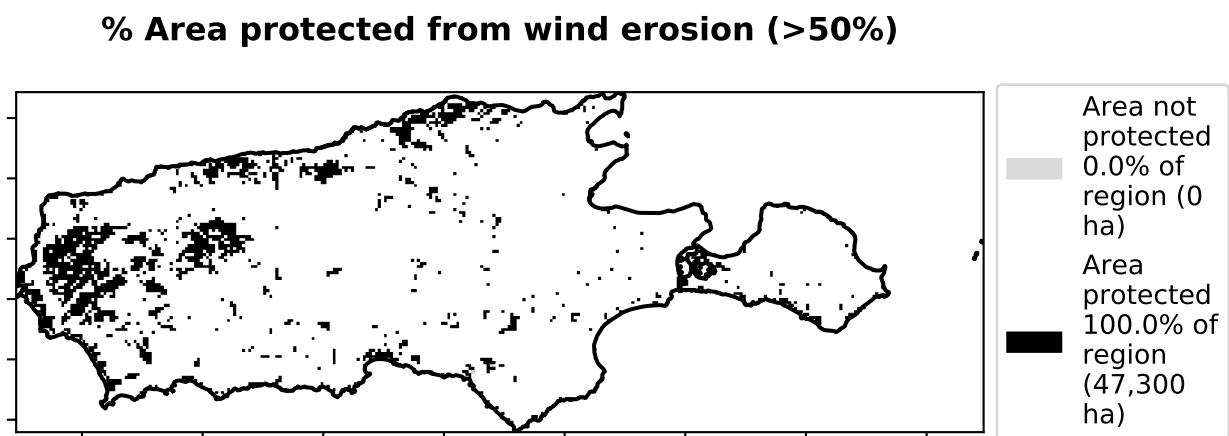 % Area protected from wind erosion (>50%)
Area not
protected
0.0% of
region (0
ha)
Area
protected
100.0% of
region
(47,300
ha)